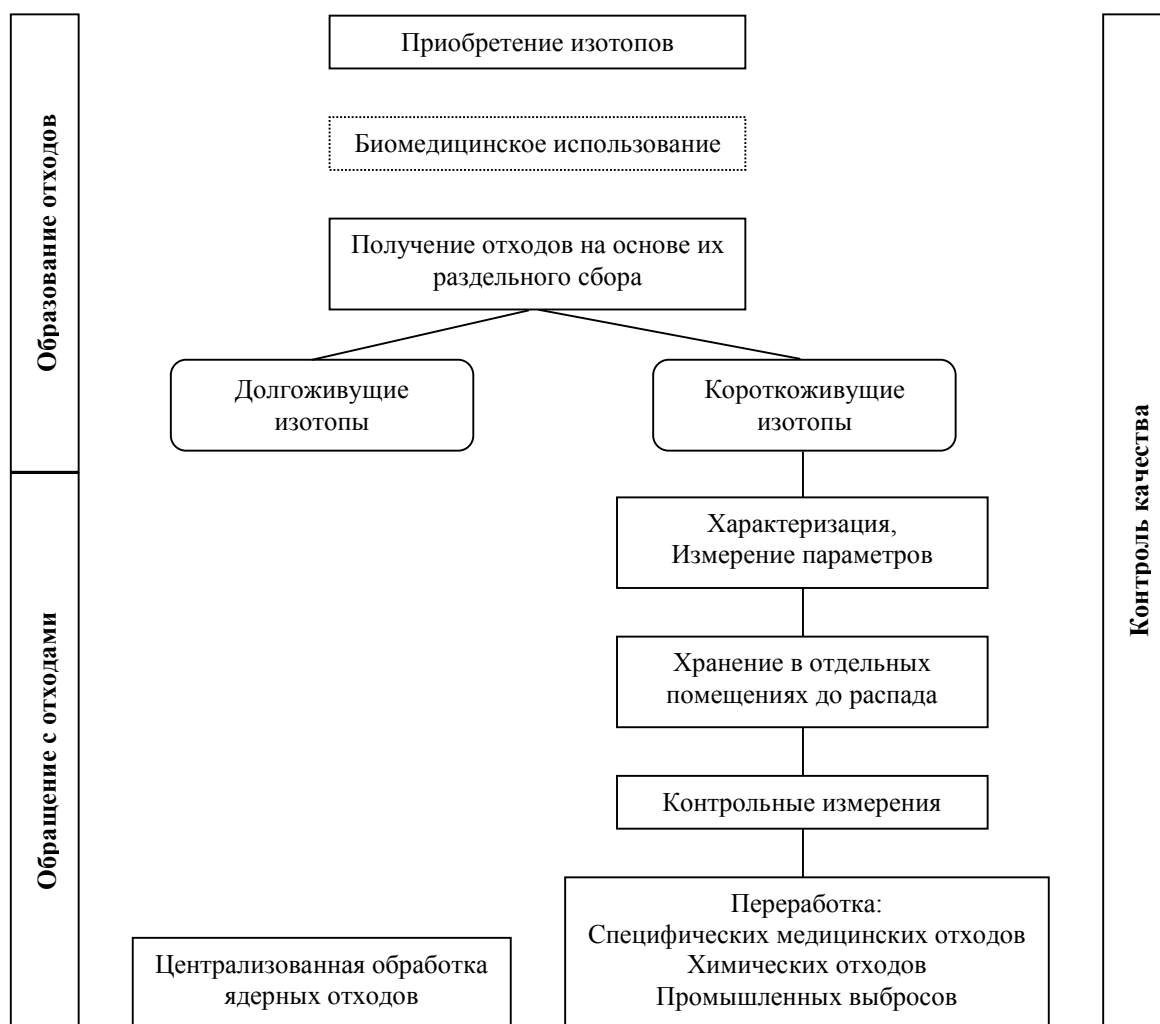 Приобретение изотопов
Биомедицинское использование
Получение отходов на основе их
раздельного сбора
Образование отходов
Долгоживущие
изотопы
Короткоживущие
изотопы
Контроль качества
Характеризация,
Измерение параметров
Хранение в отдельных
помещениях до распада
Обращение с отходами
Контрольные измерения
Переработка:
Специфических медицинских отходов
Химических отходов
Промышленных выбросов
Централизованная обработка
ядерных отходов